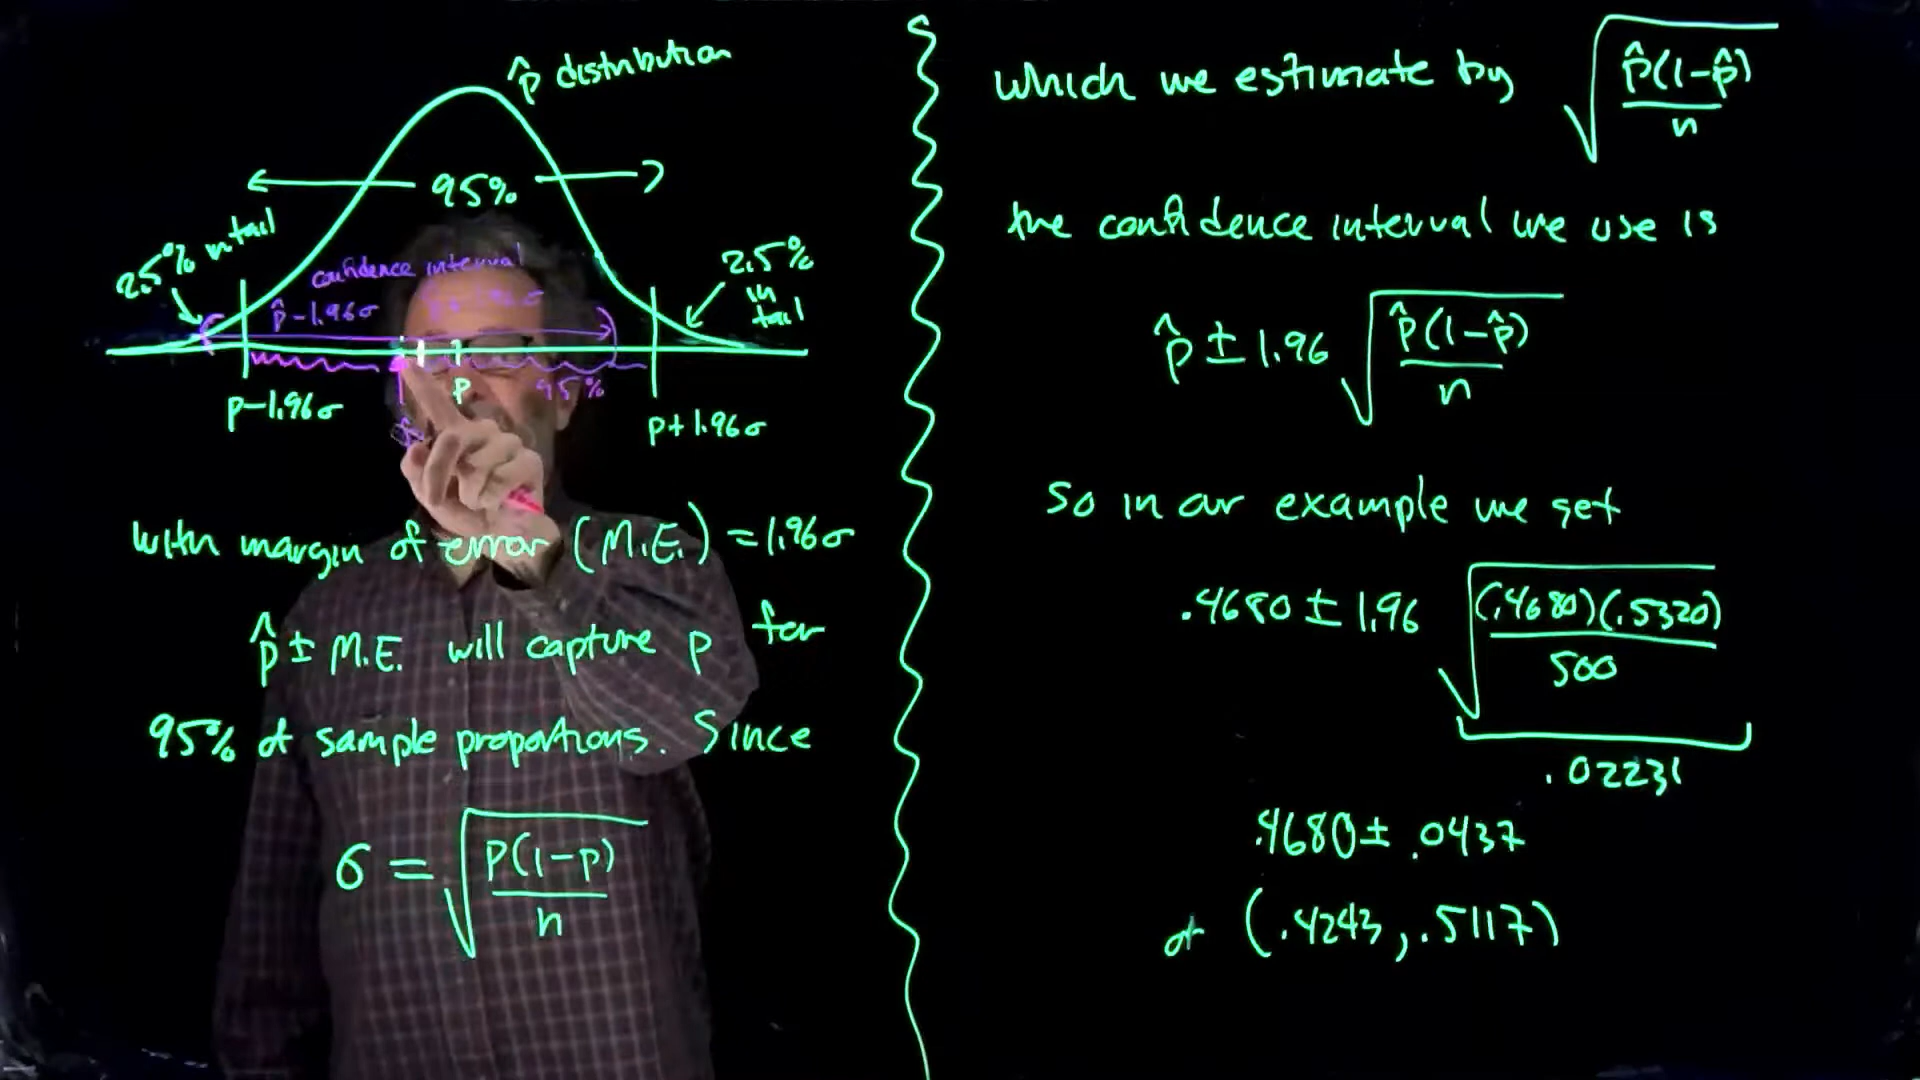 p̂ distribution
95%
2.5% in tail
2.5%
in
tail
confidence interval
p̂-1.96σ
95%
p
p-1.96σ
p+1.96σ
with margin of error (M.E.) = 1.96σ
p̂ ± M.E. will capture p for
95% of sample proportions. Since
σ = √(p(1-p)/n)
which we estimate by √(p̂(1-p̂)/n)
the confidence interval we use is
p̂ ± 1.96 √(p̂(1-p̂)/n)
So in our example we get
.4680 ± 1.96 √((.4680)(.5320)/500)
.02231
.4680 ± .0437
or (.4243, .5117)